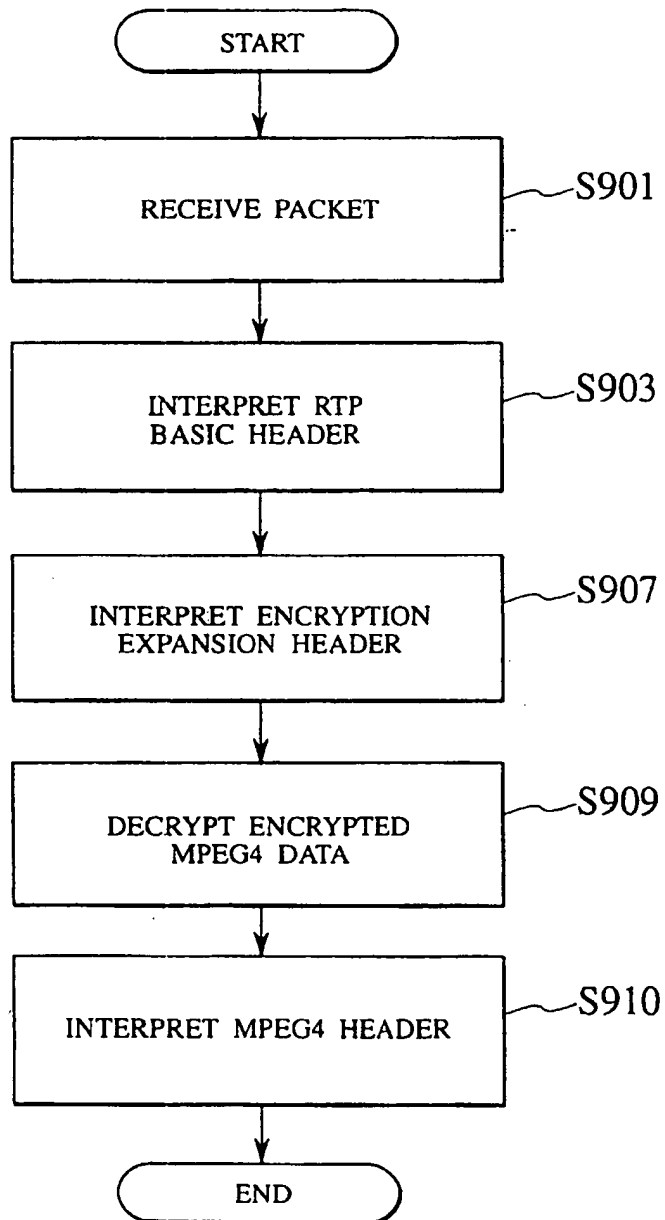 START
RECEIVE PACKET
S901
INTERPRET RTP
BASIC HEADER
S903
INTERPRET ENCRYPTION
EXPANSION HEADER
S907
DECRYPT ENCRYPTED
MPEG4 DATA
S909
INTERPRET MPEG4 HEADER
S910
END